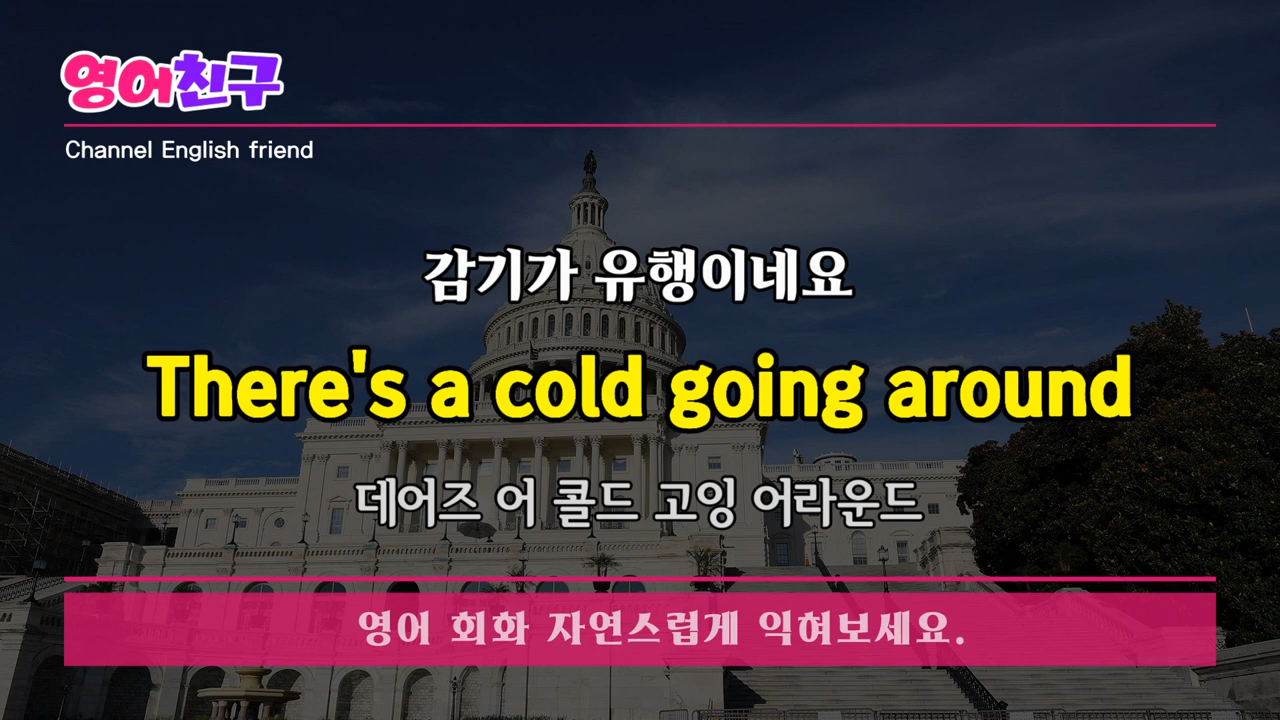 영어친구
Channel English friend
감기가 유행이네요
There's a cold going around
데어즈 어 콜드 고잉 어라운드
영어 회화 자연스럽게 익혀보세요.